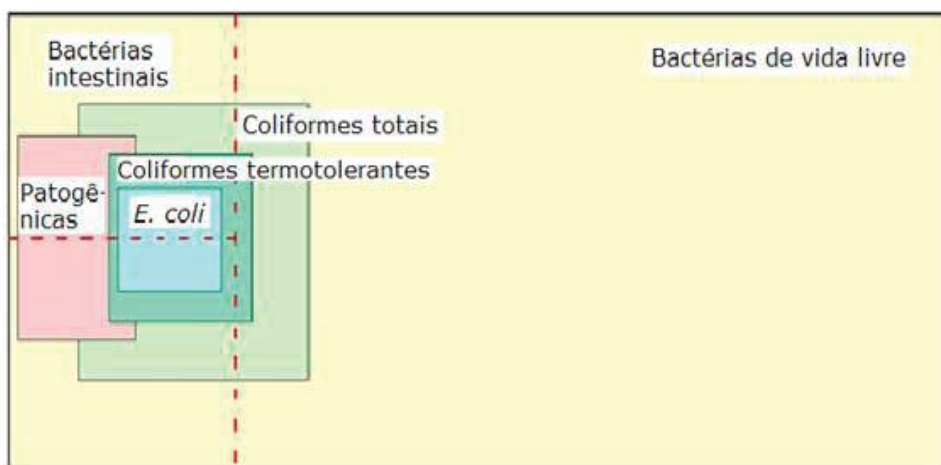 Bactérias
intestinais
Bactérias de vida livre
Coliformes totais
Coliformes termotolerantes
Patogê-
nicas
E. coli